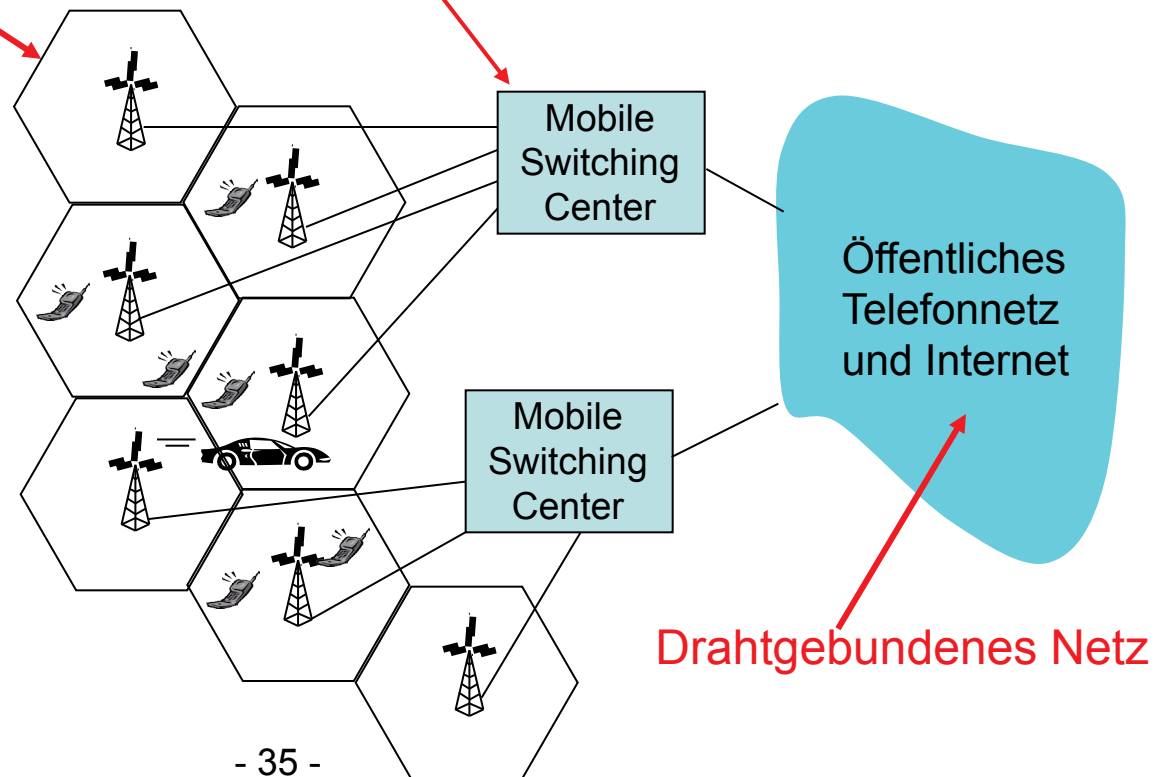 Mobile
Switching
Center
Öffentliches
Telefonnetz
und Internet
Mobile
Switching
Center
Drahtgebundenes Netz
- 35 -